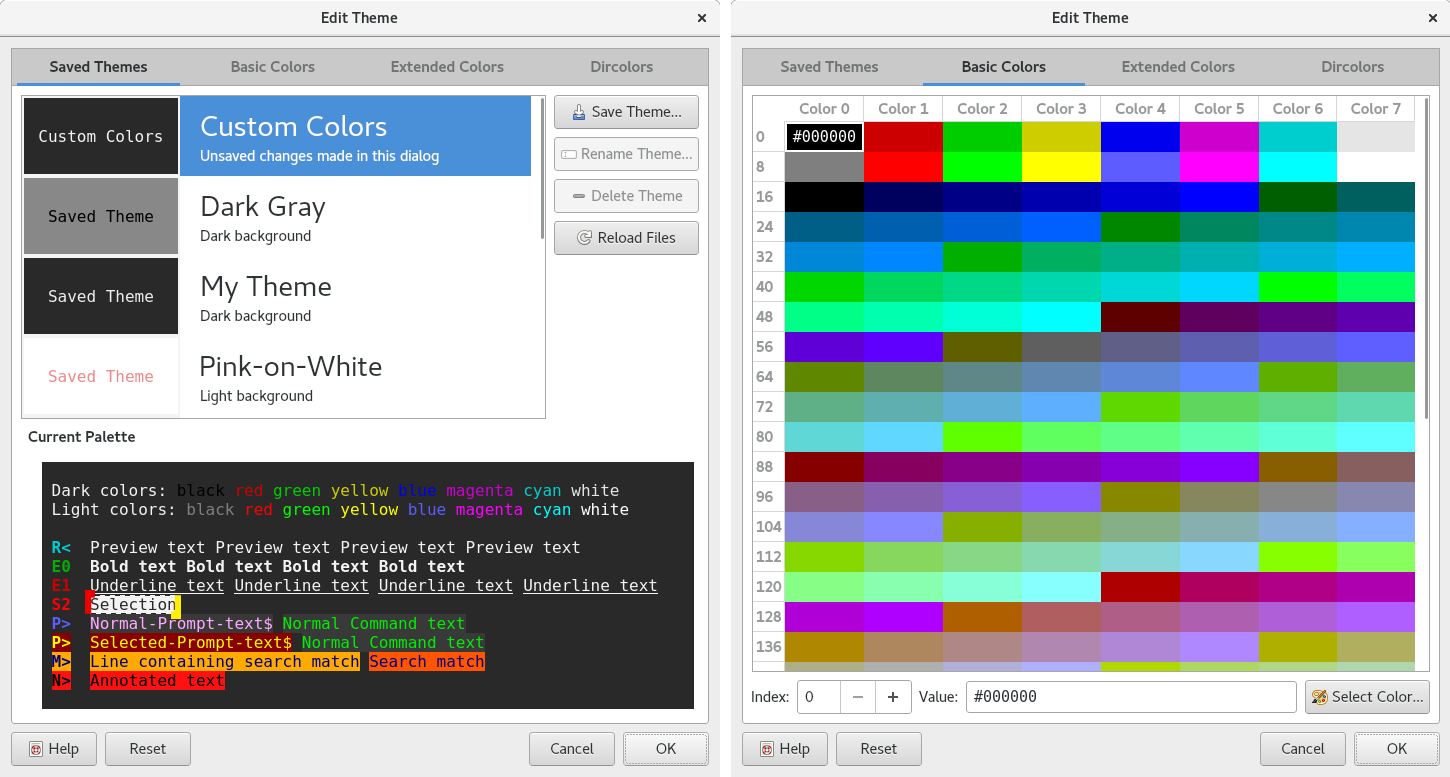 Edit Theme
×
Saved Themes Basic Colors Extended Colors Dircolors
Custom Colors
Custom Colors
Unsaved changes made in this dialog
Saved Theme
Dark Gray
Dark background
Saved Theme
My Theme
Dark background
Saved Theme
Pink-on-White
Light background
Save Theme...
Rename Theme...
Delete Theme
Reload Files
Current Palette
Dark colors: black red green yellow blue magenta cyan white
Light colors: black red green yellow blue magenta cyan white
R< Preview text Preview text Preview text Preview text
E0 Bold text Bold text Bold text Bold text
E1 Underline text Underline text Underline text Underline text
S2 Selection
P> Normal-Prompt-text$ Normal Command text
P> Selected-Prompt-text$ Normal Command text
M> Line containing search match Search match
N> Annotated text
Help Reset Cancel OK
Edit Theme
×
Saved Themes Basic Colors Extended Colors Dircolors
Color 0 Color 1 Color 2 Color 3 Color 4 Color 5 Color 6 Color 7
0 #000000
8
16
24
32
40
48
56
64
72
80
88
96
104
112
120
128
136
Index: 0 − + Value: #000000 Select Color...
Help Reset Cancel OK